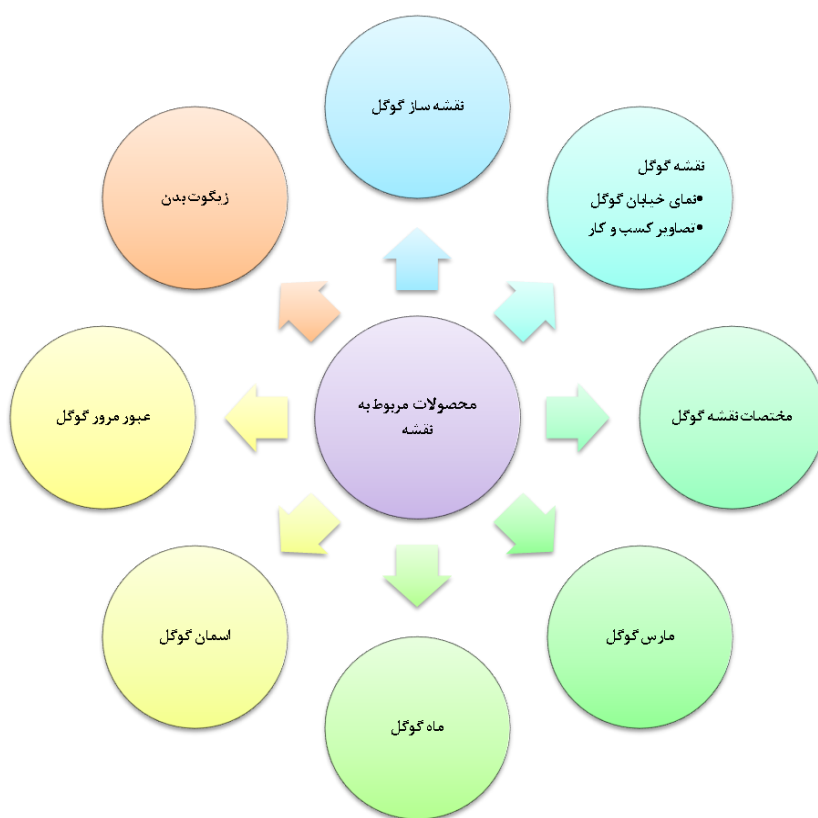 نقشه ساز گوگل
نقشه گوگل
•نمای خیابان گوگل
•تصاویر کسب و کار
زیگوت بدن
محصولات مربوط به
نقشه
مختصات نقشه گوگل
عبور مرور گوگل
مارس گوگل
اسمان گوگل
ماه گوگل